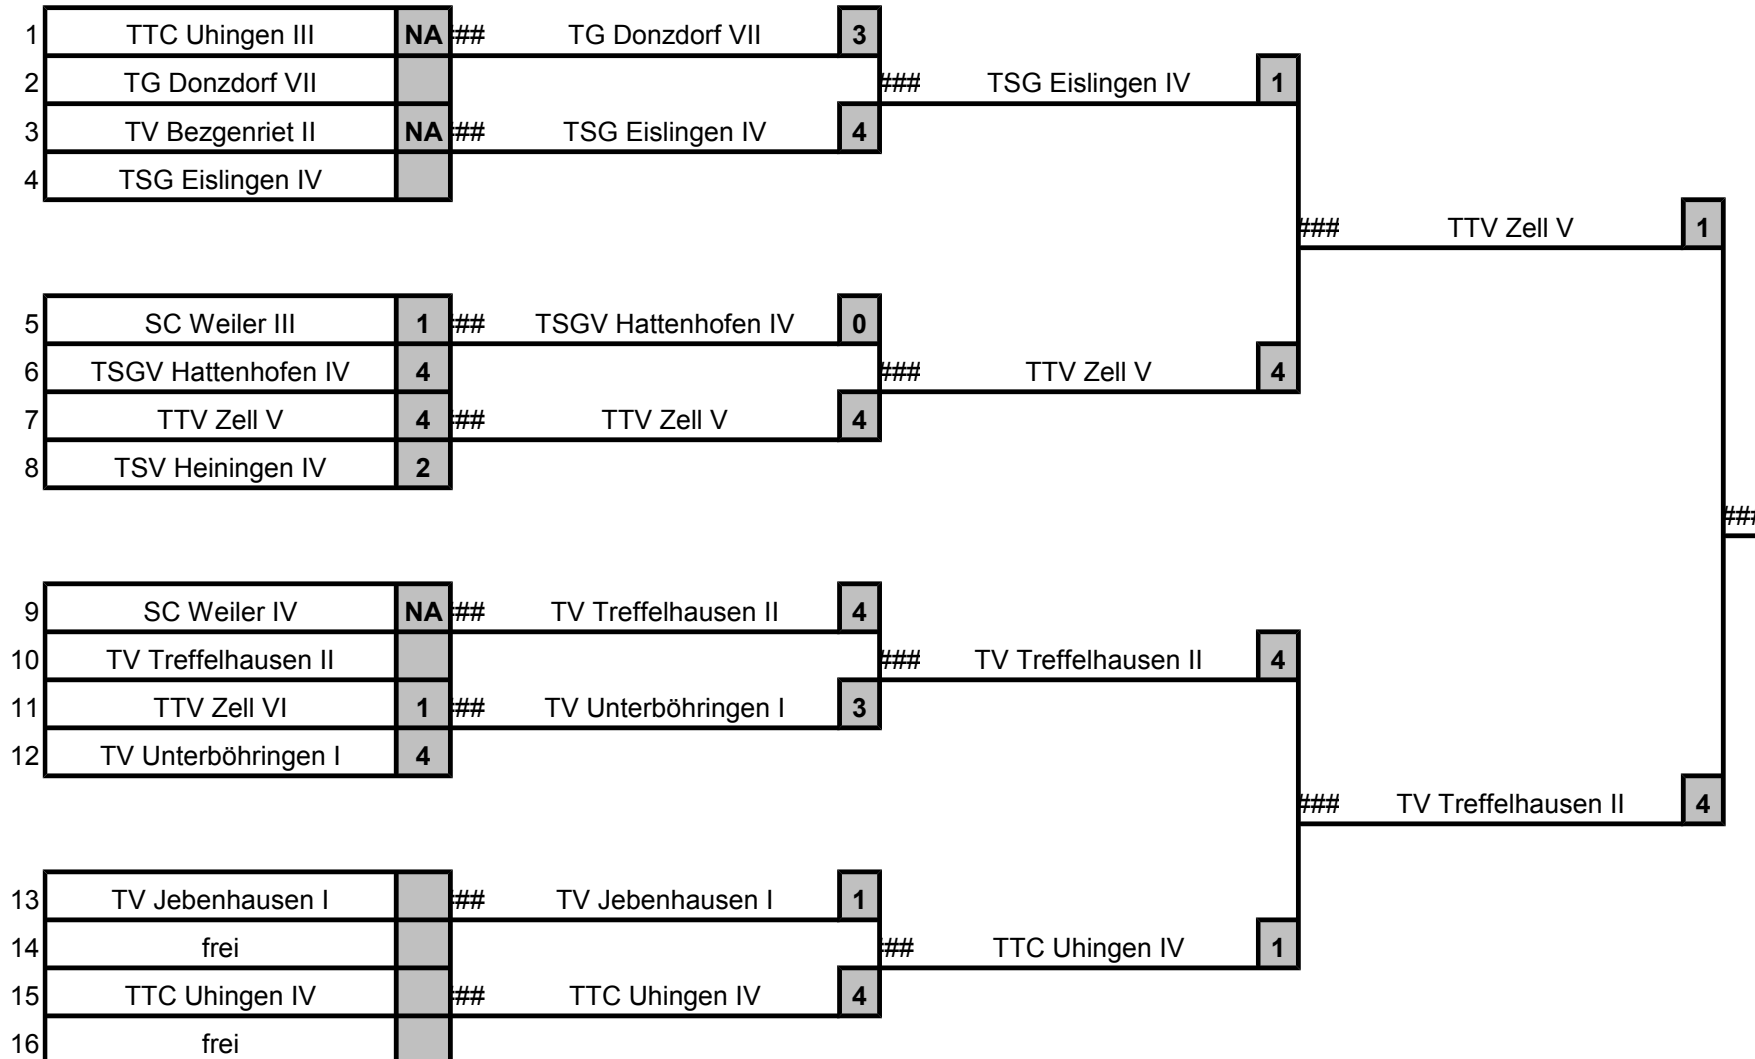 1 TTC Uhingen III NA ### TG Donzdorf VII 3
2 TG Donzdorf VII ### TSG Eislingen IV 1
3 TV Bezgenriet II NA ### TSG Eislingen IV 4
4 TSG Eislingen IV
### TTV Zell V 1
5 SC Weiler III 1 ### TSGV Hattenhofen IV 0
6 TSGV Hattenhofen IV 4 ### TTV Zell V 4
7 TTV Zell V 4 ### TTV Zell V 4
8 TSV Heiningen IV 2
###
9 SC Weiler IV NA ### TV Treffelhausen II 4
10 TV Treffelhausen II ### TV Treffelhausen II 4
11 TTV Zell VI 1 ### TV Unterböhringen I 3
12 TV Unterböhringen I 4
### TV Treffelhausen II 4
13 TV Jebenhausen I ### TV Jebenhausen I 1
14 frei ### TTC Uhingen IV 1
15 TTC Uhingen IV ### TTC Uhingen IV 4
16 frei